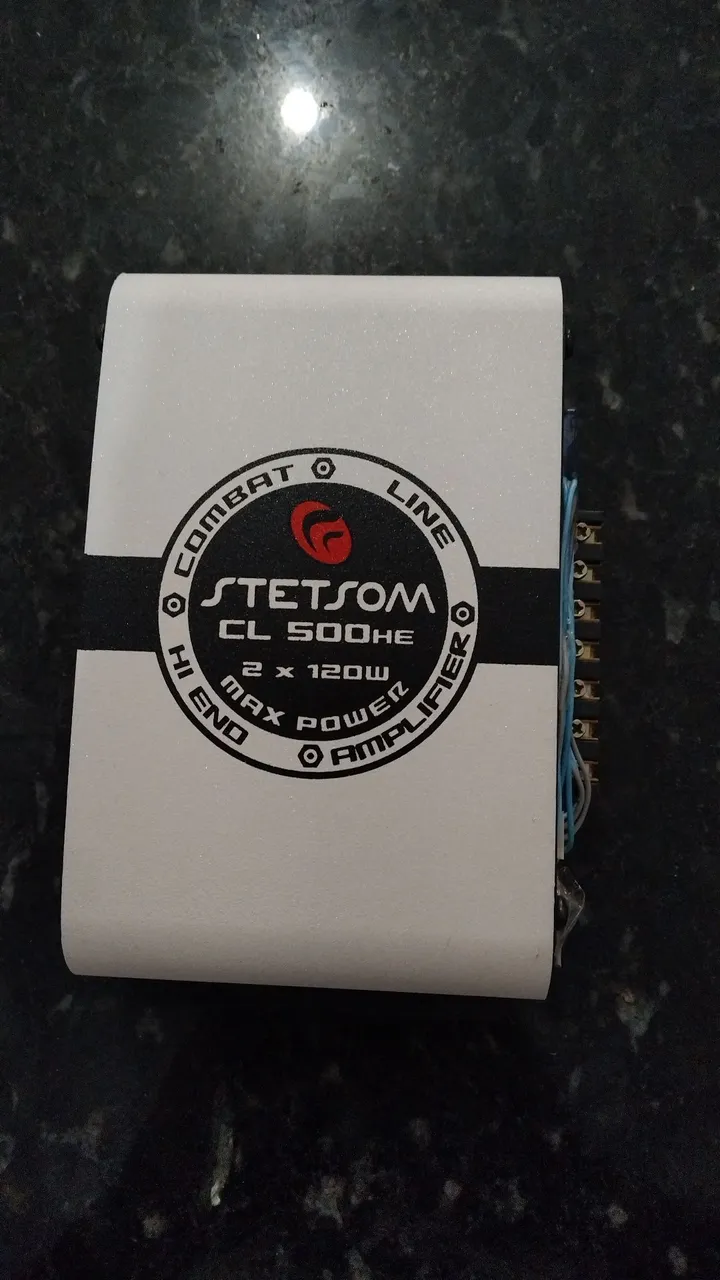 COMBAT LINE
STETSOM
CL 500HE
2 x 120W
MAX POWER
HI END AMPLIFIER